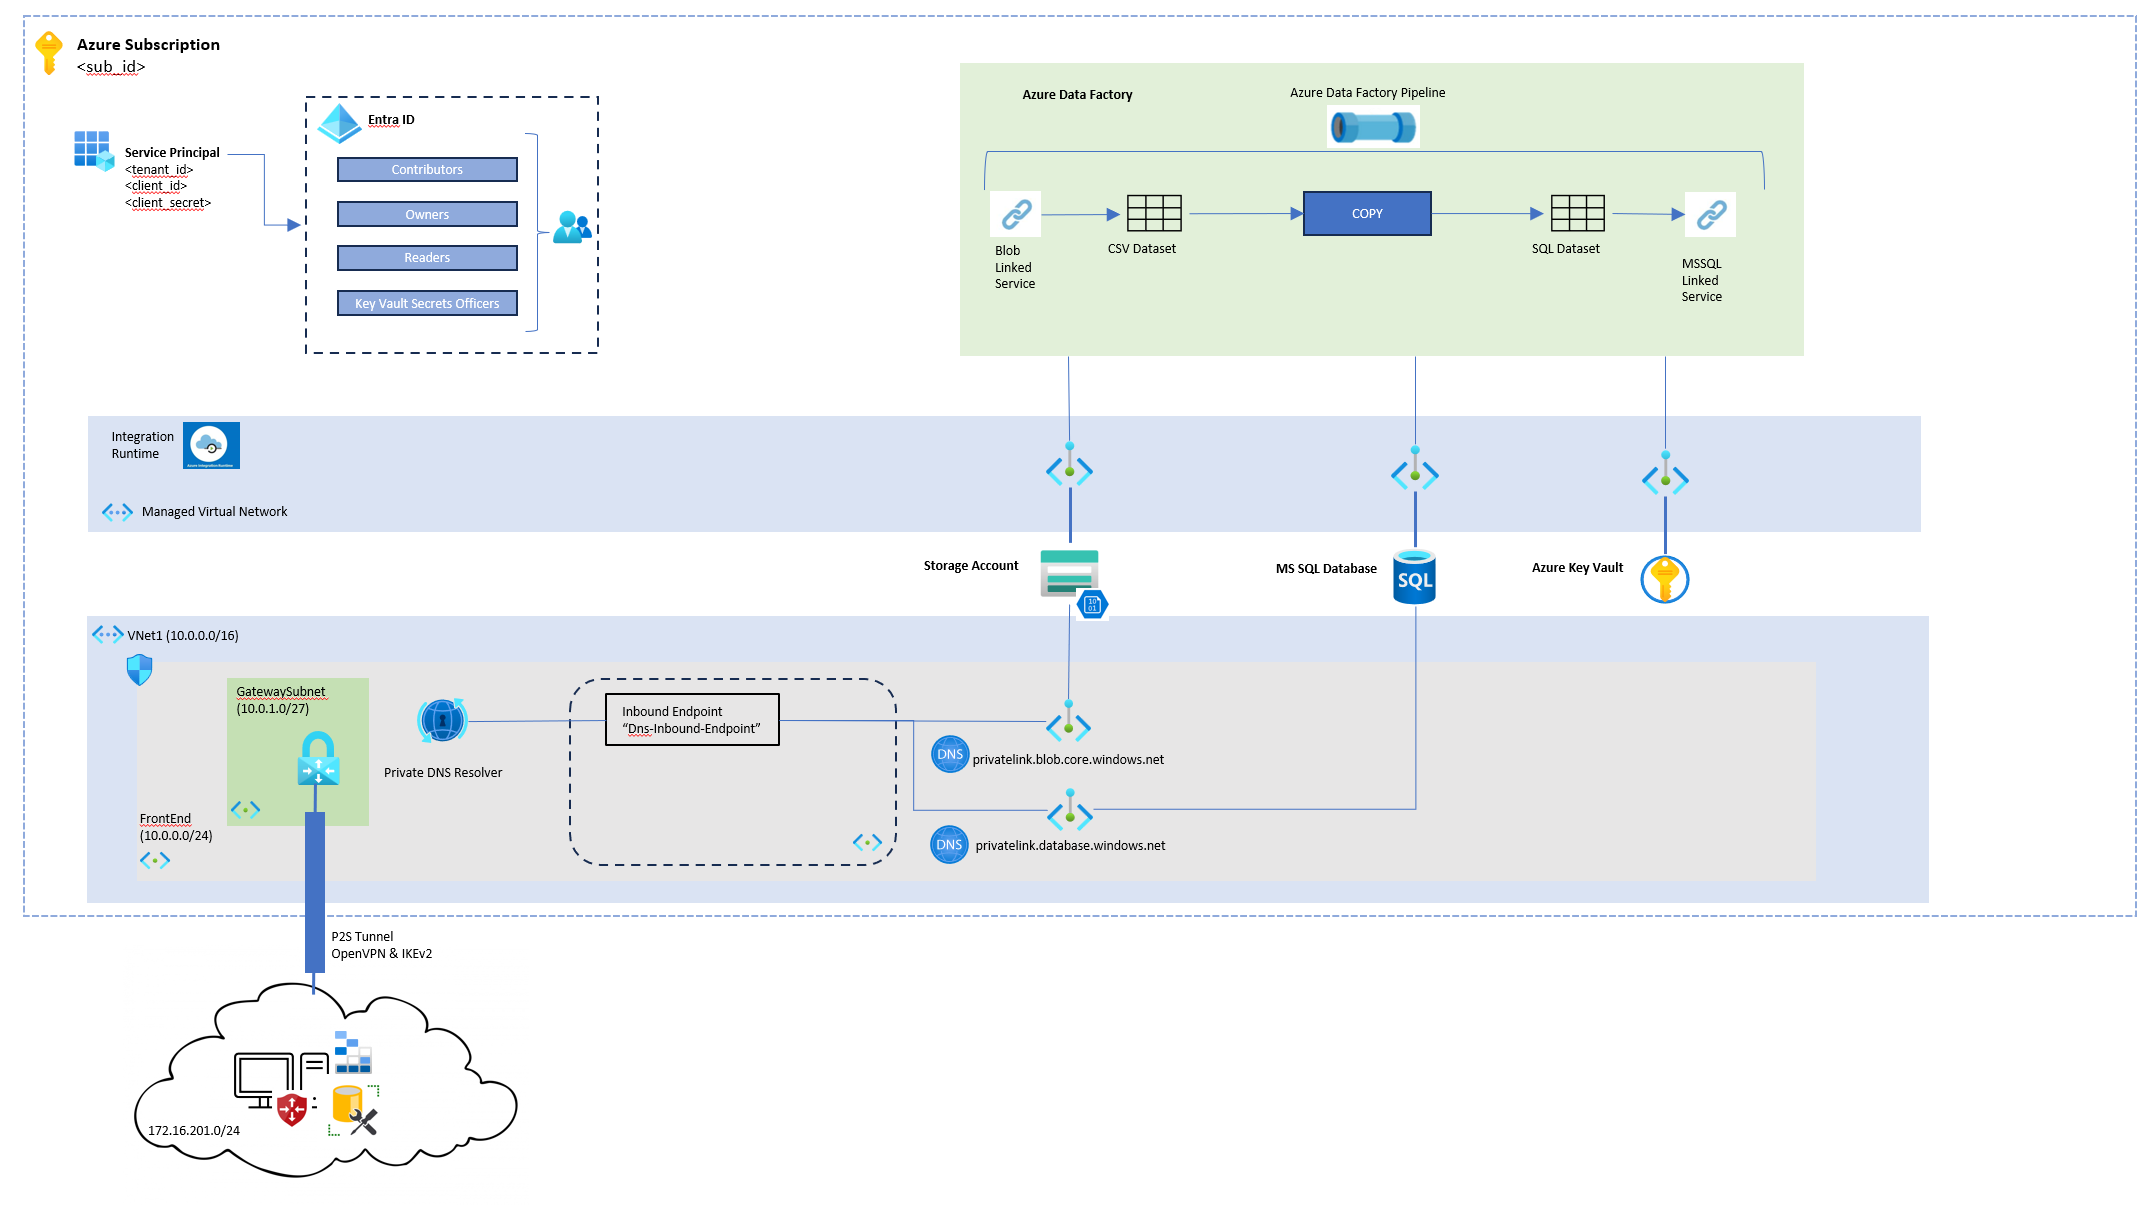 Azure Subscription
<sub_id>
Service Principal
<tenant_id>
<client_id>
<client_secret>
Entra ID
Contributors
Owners
Readers
Key Vault Secrets Officers
Azure Data Factory
Azure Data Factory Pipeline
Blob
Linked
Service
CSV Dataset
COPY
SQL Dataset
MSSQL
Linked
Service
Integration
Runtime
Azure Integration Runtime
Managed Virtual Network
Storage Account
10
01
MS SQL Database
SQL
Azure Key Vault
VNet1 (10.0.0.0/16)
GatewaySubnet
(10.0.1.0/27)
FrontEnd
(10.0.0.0/24)
Private DNS Resolver
Inbound Endpoint
“Dns-Inbound-Endpoint”
DNS
privatelink.blob.core.windows.net
DNS
privatelink.database.windows.net
P2S Tunnel
OpenVPN & IKEv2
172.16.201.0/24